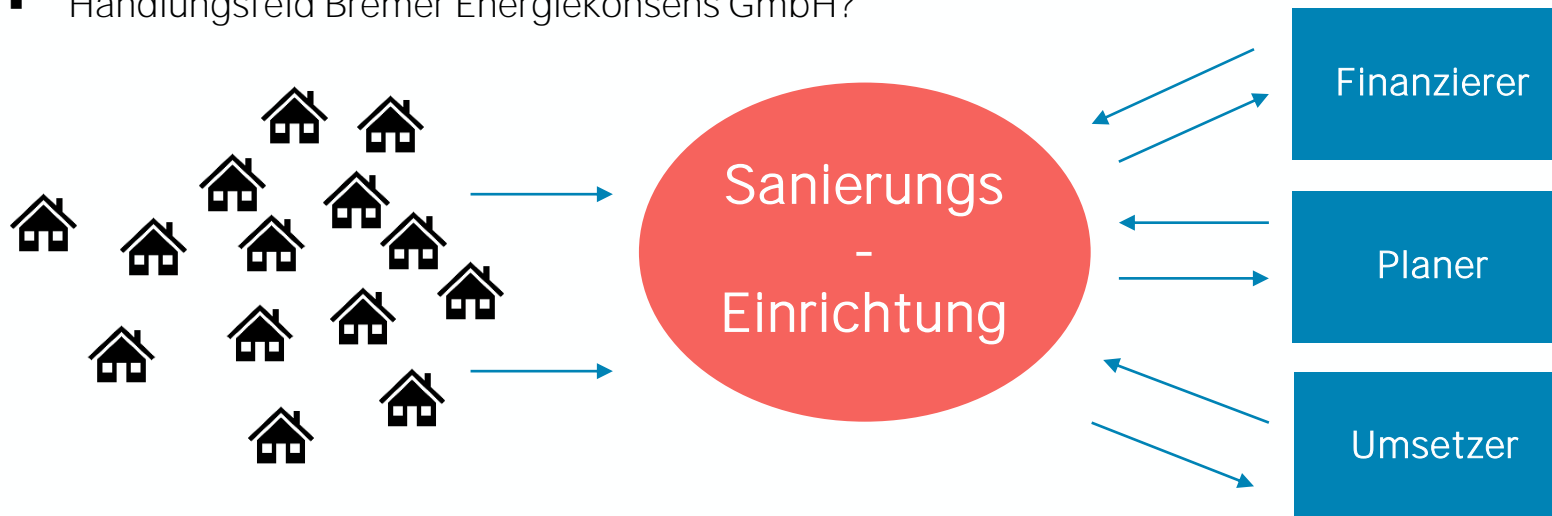 ▪ Handlungsfeld Bremer Energiekonsens GmbH?
Sanierungs
-
Einrichtung
Finanzierer
Planer
Umsetzer